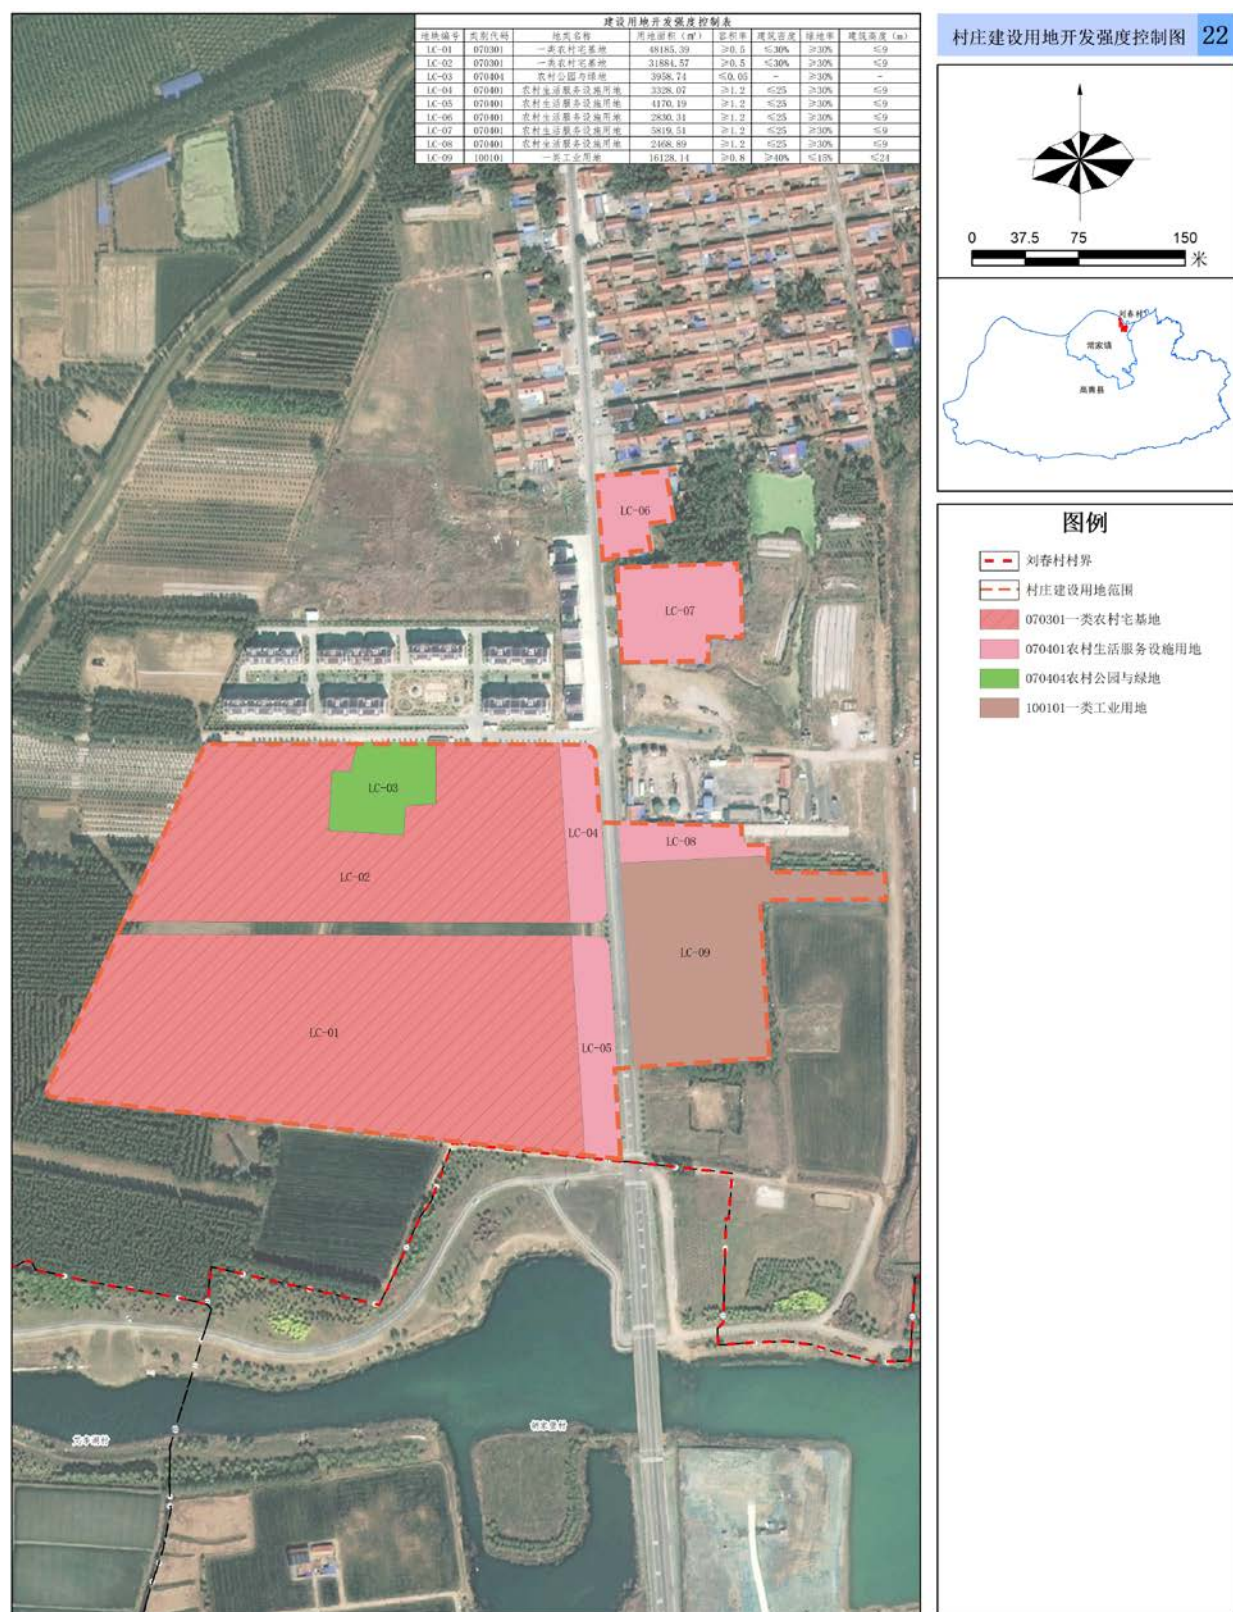 建设用地开发强度控制表
地块编号 类别代码 地类名称 用地面积（㎡） 容积率 建筑密度 绿地率 建筑高度（m）
LC-01 070301 一类农村宅基地 48185.39 ≥0.5 ≤30% ≥30% ≤9
LC-02 070301 一类农村宅基地 31884.57 ≥0.5 ≤30% ≥30% ≤9
LC-03 070404 农村公园与绿地 3958.74 ≤0.05 - ≥30% -
LC-04 070401 农村生活服务设施用地 3328.07 ≥1.2 ≤25 ≥30% ≤9
LC-05 070401 农村生活服务设施用地 4170.19 ≥1.2 ≤25 ≥30% ≤9
LC-06 070401 农村生活服务设施用地 2830.31 ≥1.2 ≤25 ≥30% ≤9
LC-07 070401 农村生活服务设施用地 5819.51 ≥1.2 ≤25 ≥30% ≤9
LC-08 070401 农村生活服务设施用地 2468.89 ≥1.2 ≤25 ≥30% ≤9
LC-09 100101 一类工业用地 16128.14 ≥0.8 ≥40% ≤15% ≤24
村庄建设用地开发强度控制图 22
0 37.5 75 150
米
刘春村
常家镇
高青县
图例
刘春村村界
村庄建设用地范围
070301一类农村宅基地
070401农村生活服务设施用地
070404农村公园与绿地
100101一类工业用地
LC-06
LC-07
LC-03
LC-04
LC-08
LC-02
LC-09
LC-01
LC-05